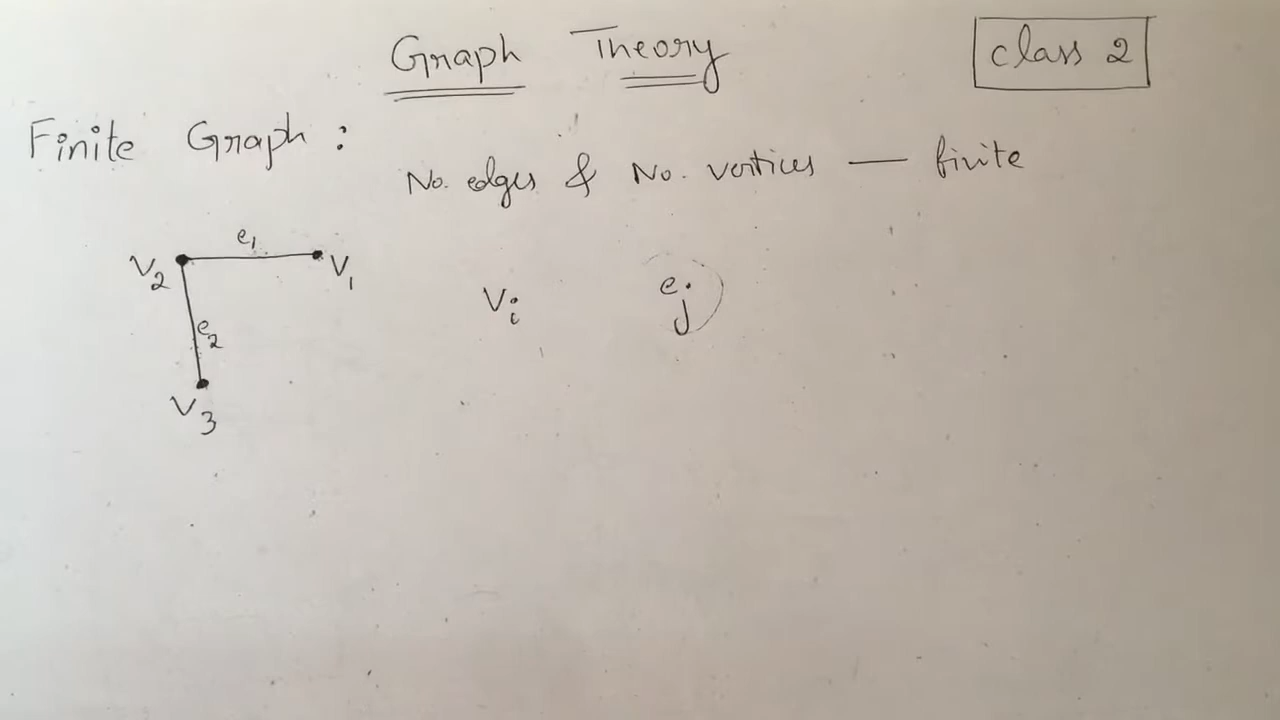 Graph Theory
class 2
Finite Graph :
No. edges & No. vertices — finite
e1
V2 V1
Vi ej
e2
V3